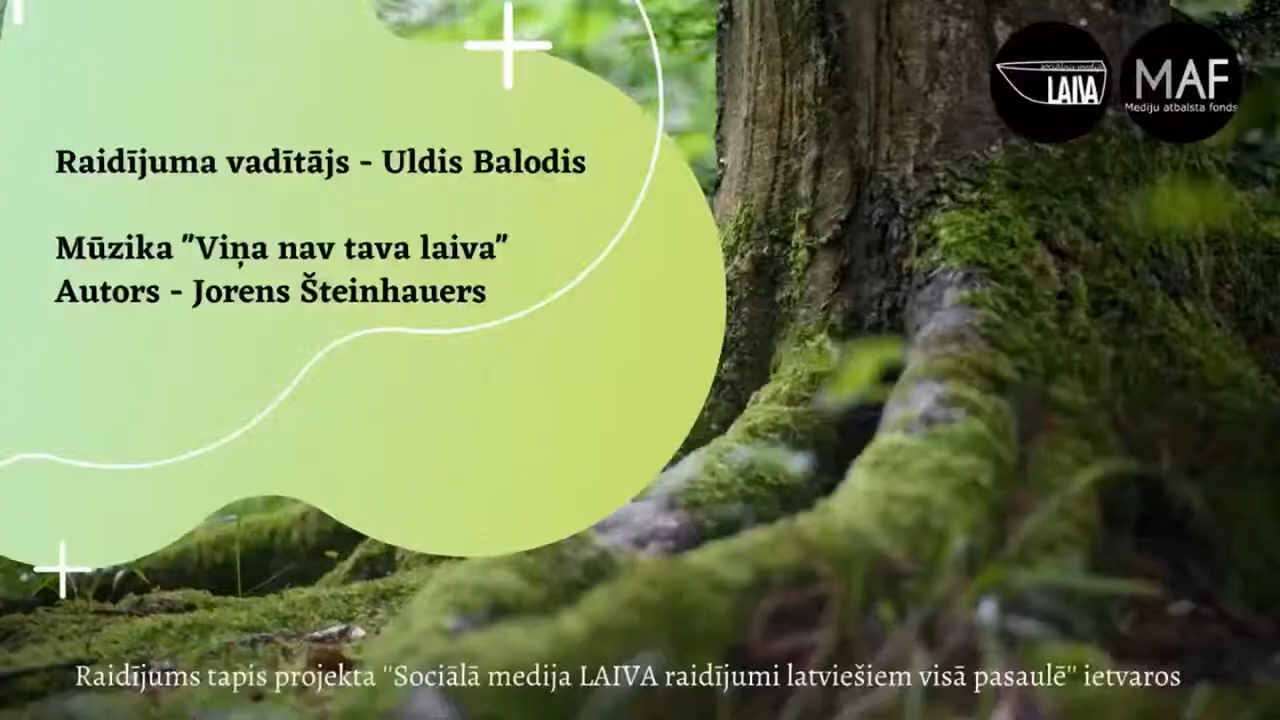 LAIVA
MAF
Mediju atbalsta fonds
Raidījuma vadītājs - Uldis Balodis
Mūzika "Viņa nav tava laiva"
Autors - Jorens Šteinhauers
Raidījums tapis projekta "Sociālā medija LAIVA raidījumi latviešiem visā pasaulē" ietvaros